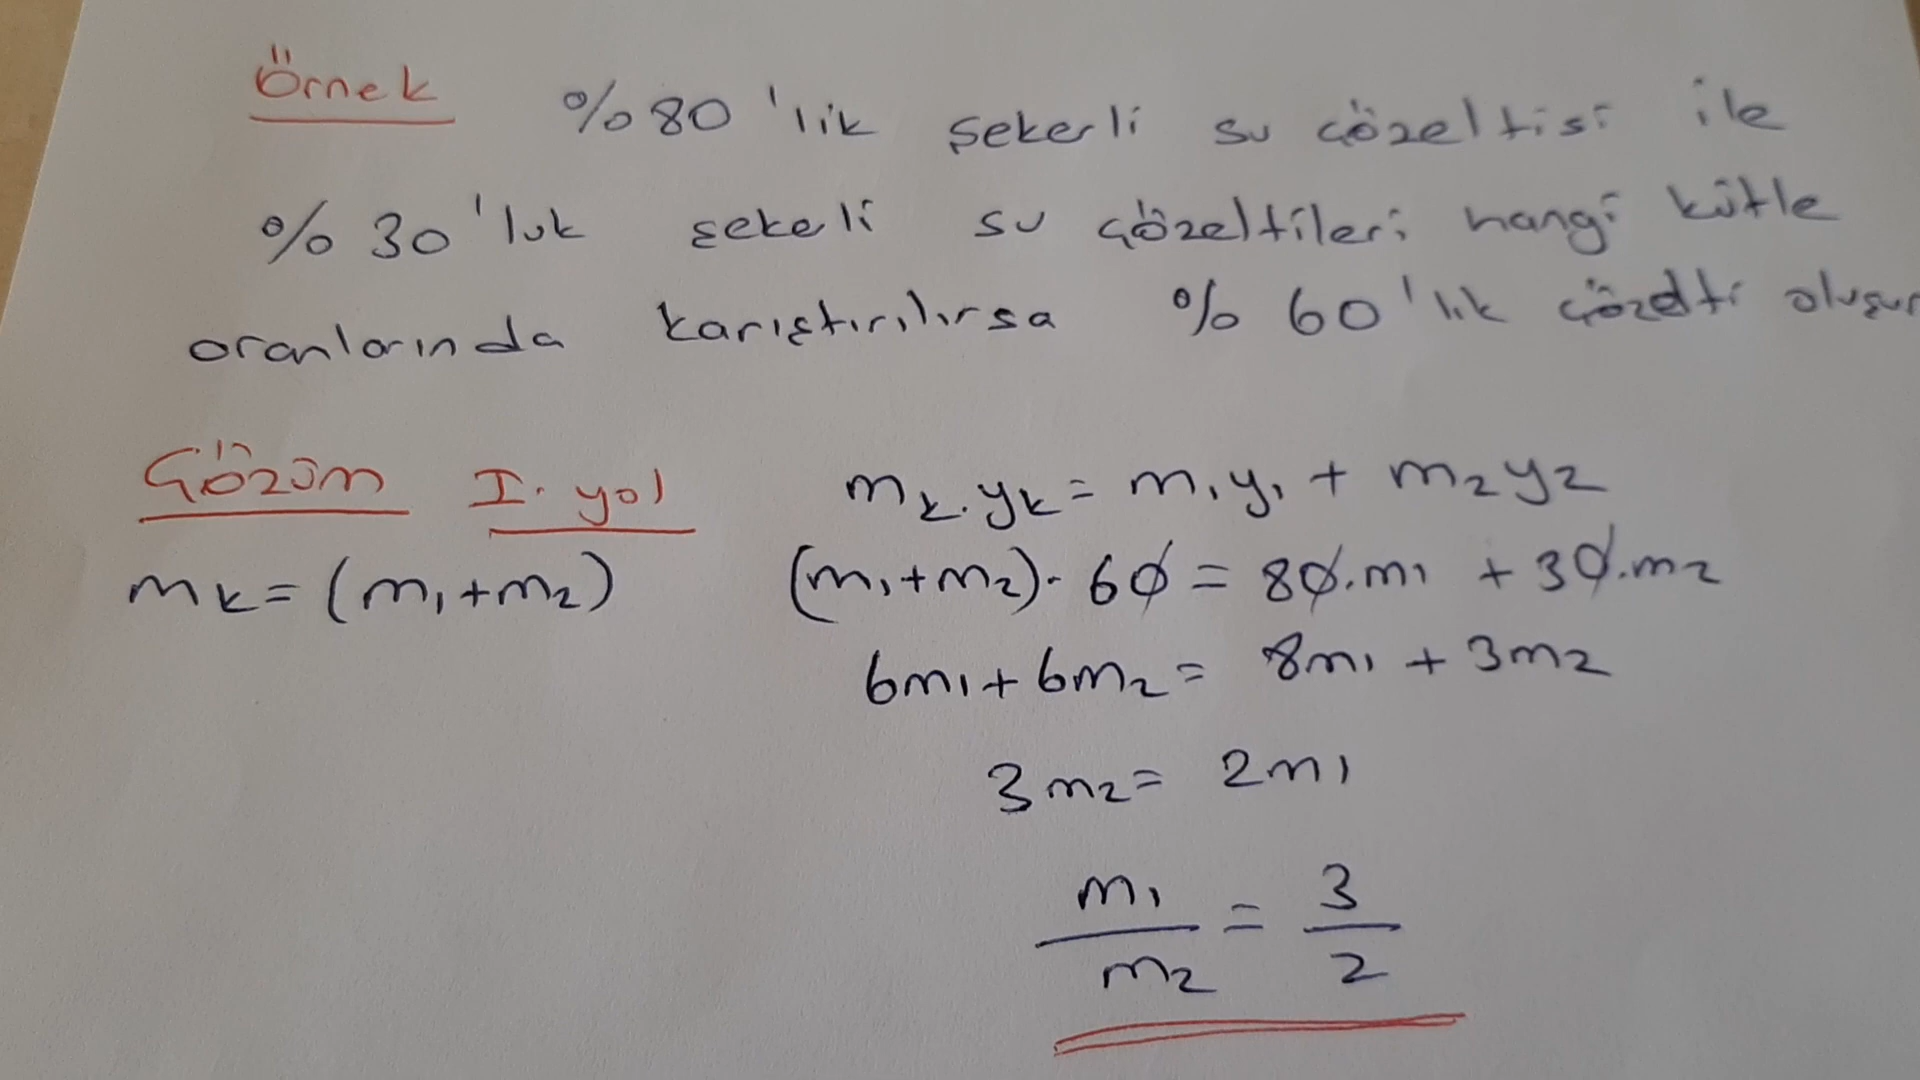 Örnek %80'lik şekerli su çözeltisi ile
%30'luk şekeli su çözeltileri hangi kütle
oranlarında karıştırılırsa %60'lık çözelti oluşur
Çözüm I. yol
mk.yk = m1y1 + m2y2
mk = (m1+m2)
(m1+m2).60 = 80.m1 + 30.m2
6m1 + 6m2 = 8m1 + 3m2
3m2 = 2m1
m1/m2 = 3/2